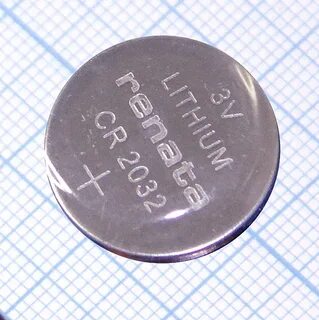 3V
LITHIUM
renata
CR 2032
+